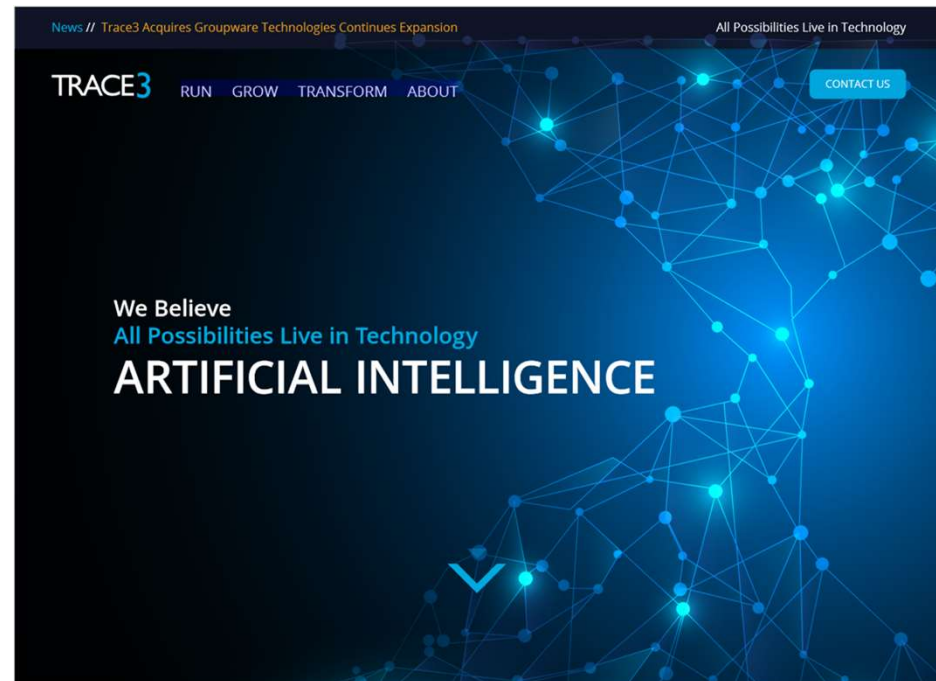 News // Trace3 Acquires Groupware Technologies Continues Expansion
All Possibilities Live in Technology
TRACE3
RUN GROW TRANSFORM ABOUT
CONTACT US
We Believe
All Possibilities Live in Technology
ARTIFICIAL INTELLIGENCE